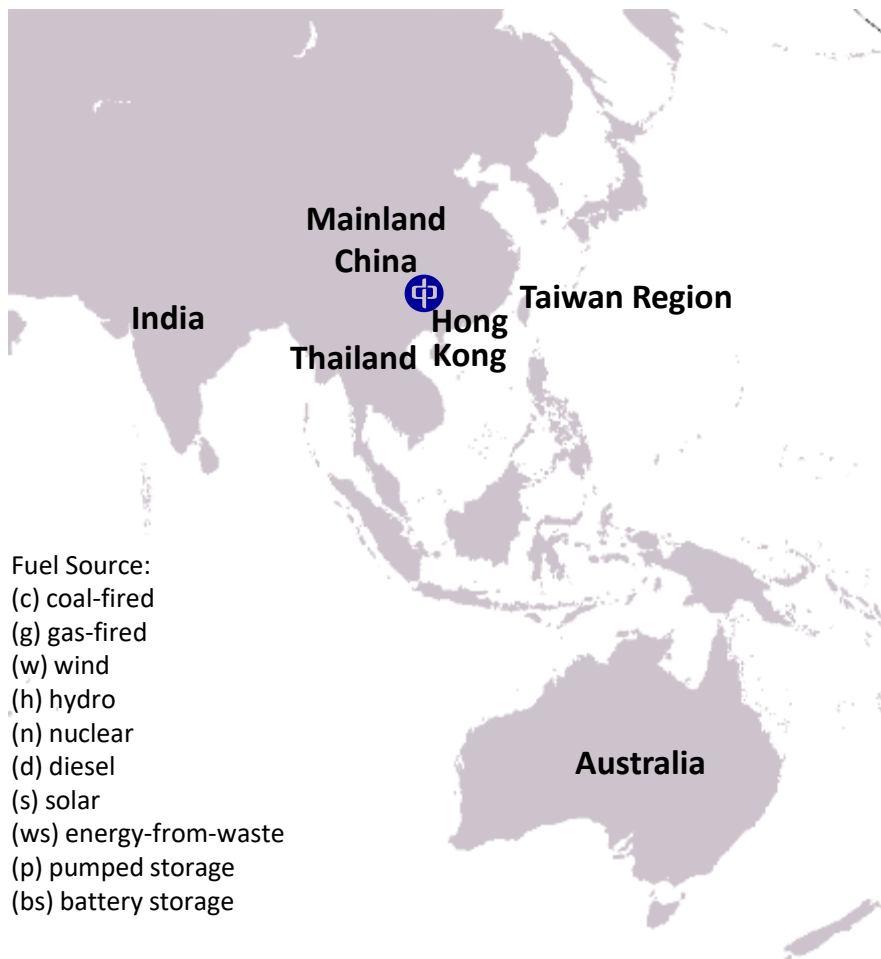 Mainland
China
India
Taiwan Region
Hong
Kong
Thailand
Fuel Source:
(c) coal-fired
(g) gas-fired
(w) wind
(h) hydro
(n) nuclear
(d) diesel
(s) solar
(ws) energy-from-waste
(p) pumped storage
(bs) battery storage
Australia